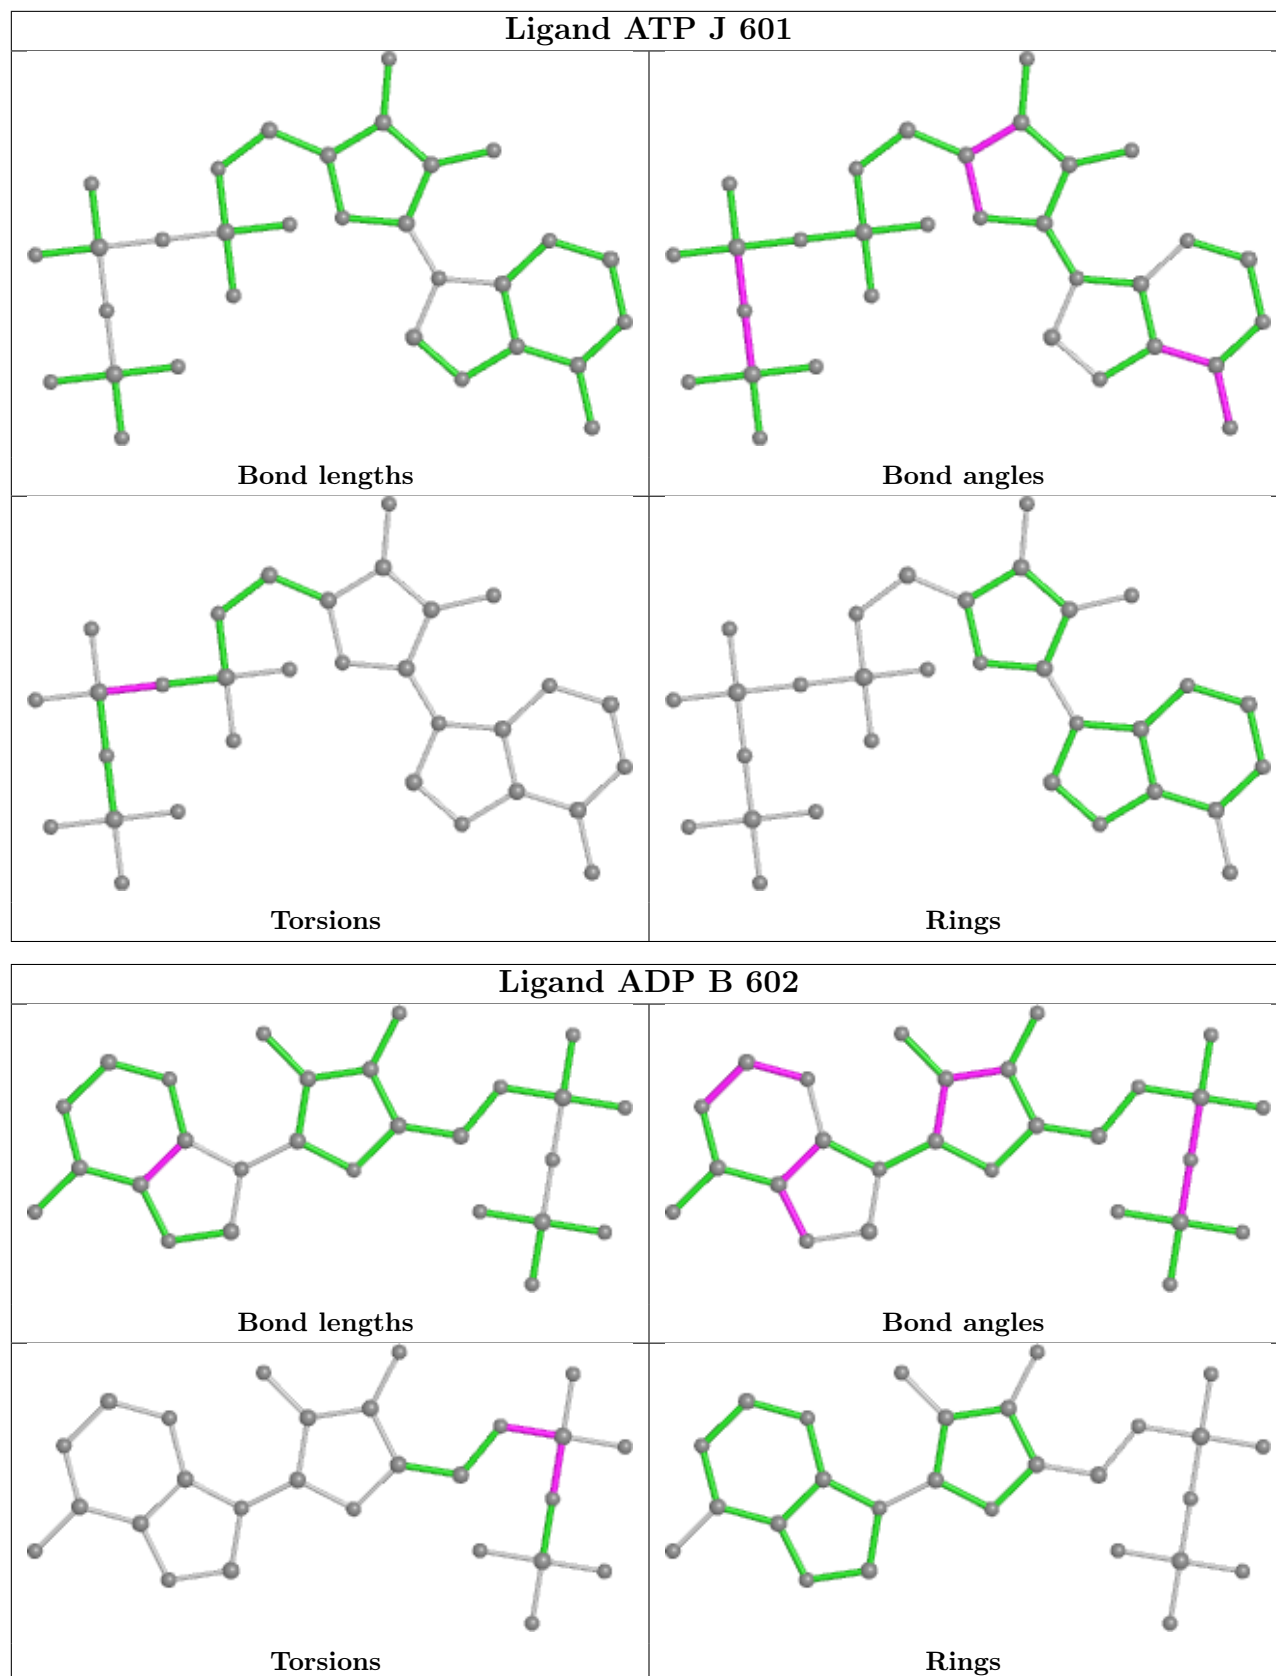 Ligand ATP J 601
Bond lengths
Bond angles
Torsions
Rings
Ligand ADP B 602
Bond lengths
Bond angles
Torsions
Rings